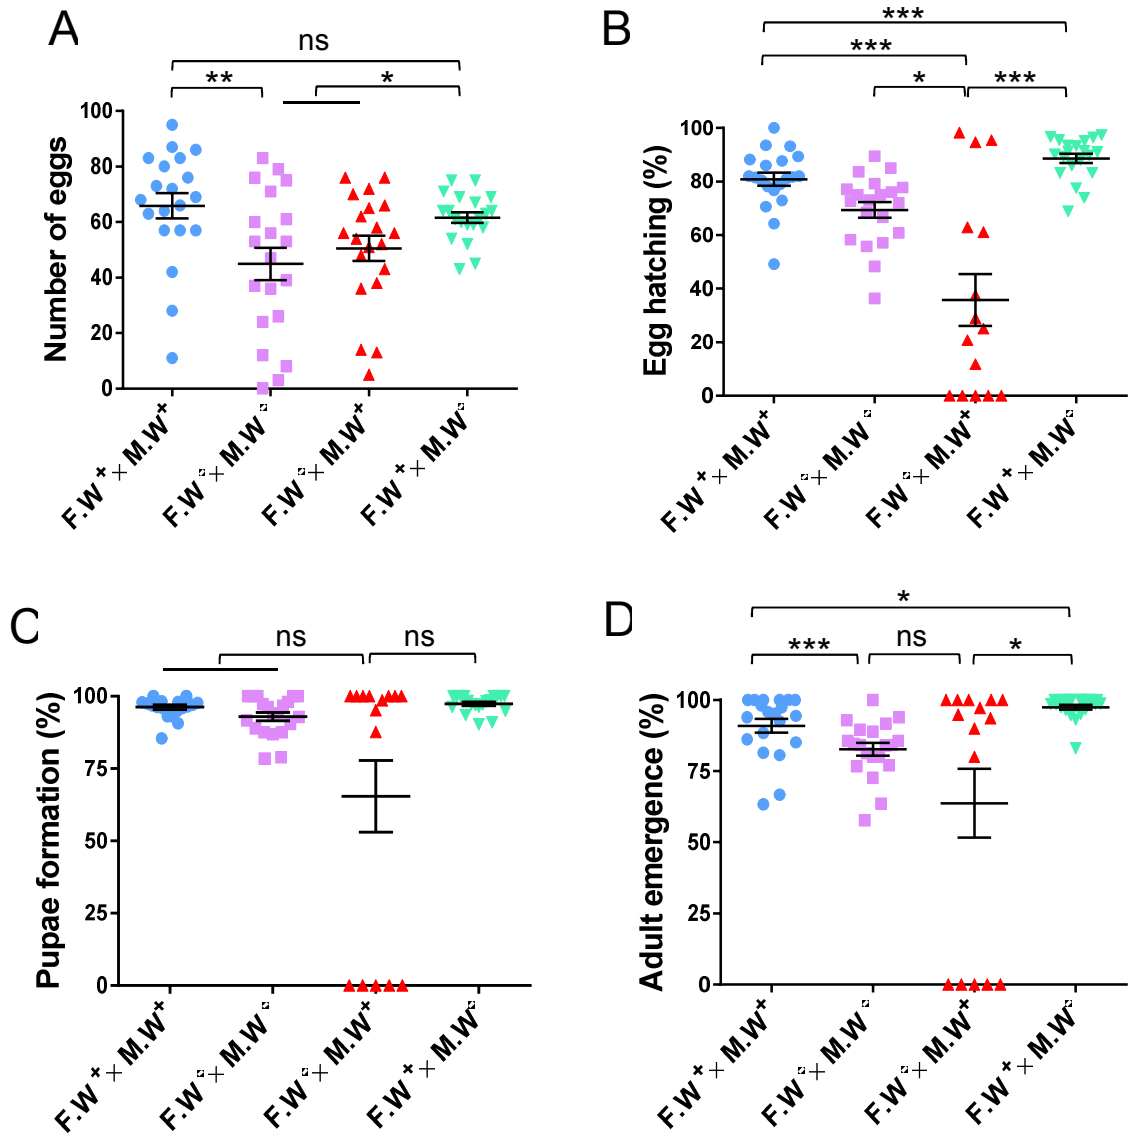 A
ns
**
*
Number of eggs
100
80
60
40
20
0
F.W⁺+ M.W⁺
F.W + M.W
F.W + M.W⁺
F.W⁺+ M.W
B
***
***
*
***
Egg hatching (%)
100
80
60
40
20
0
F.W⁺+ M.W⁺
F.W + M.W
F.W + M.W⁺
F.W⁺+ M.W
C
ns
ns
Pupae formation (%)
100
75
50
25
0
F.W⁺+ M.W⁺
F.W + M.W
F.W + M.W⁺
F.W⁺+ M.W
D
*
***
ns
*
Adult emergence (%)
100
75
50
25
0
F.W⁺+ M.W⁺
F.W + M.W
F.W + M.W⁺
F.W⁺+ M.W